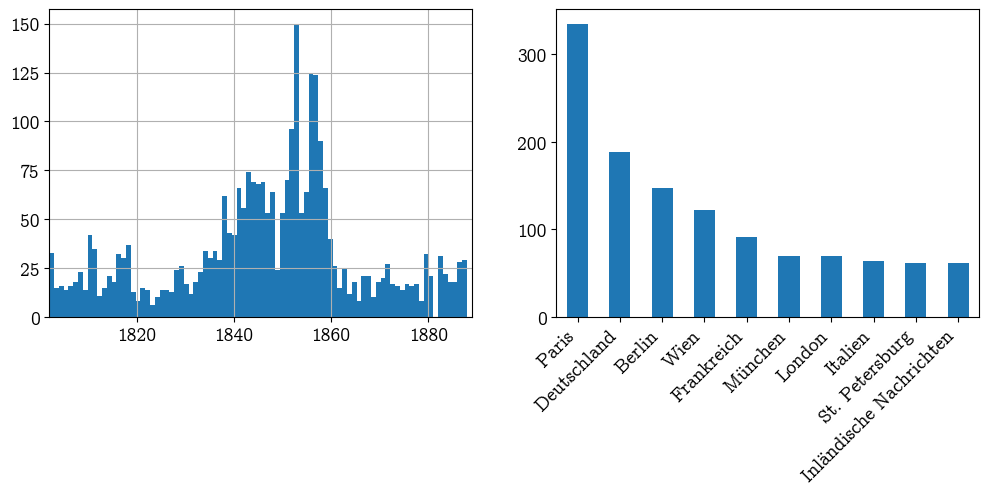 150
125
100
75
50
25
0
1820 1840 1860 1880
300
200
100
0
Paris
Deutschland
Berlin
Wien
Frankreich
München
London
Italien
St. Petersburg
Inländische Nachrichten